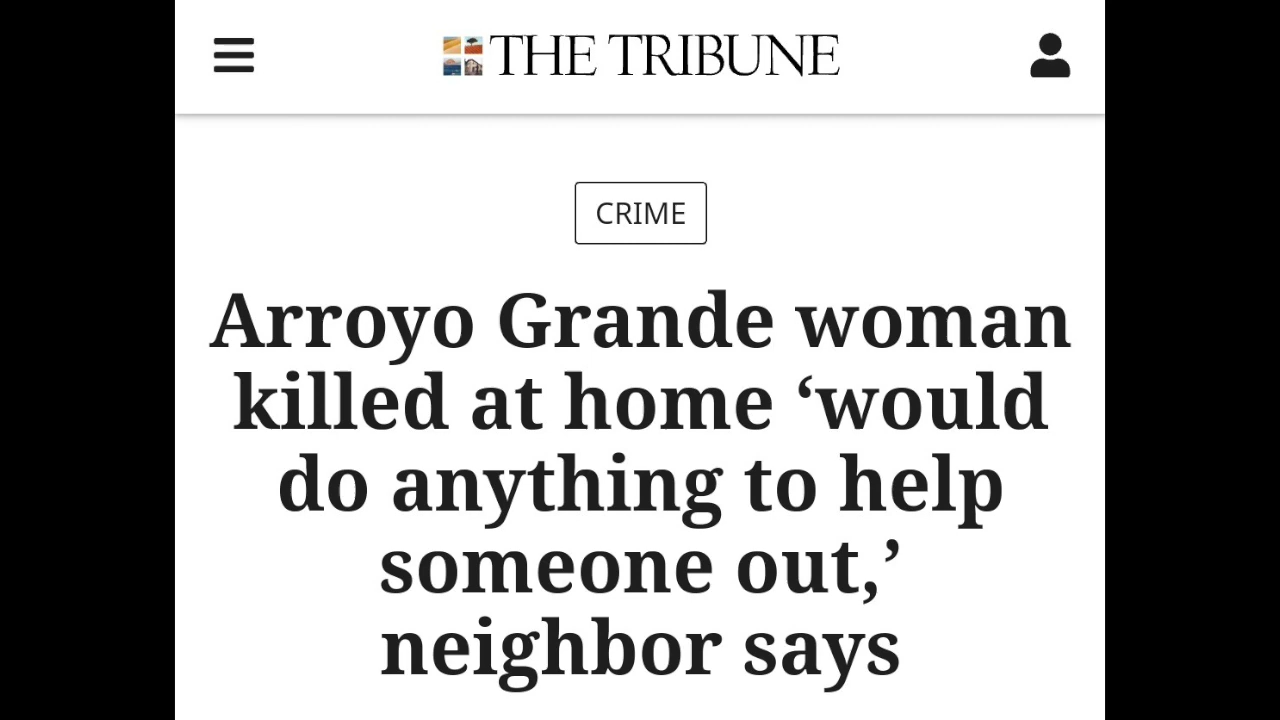 THE TRIBUNE
CRIME
Arroyo Grande woman
killed at home ‘would
do anything to help
someone out,’
neighbor says